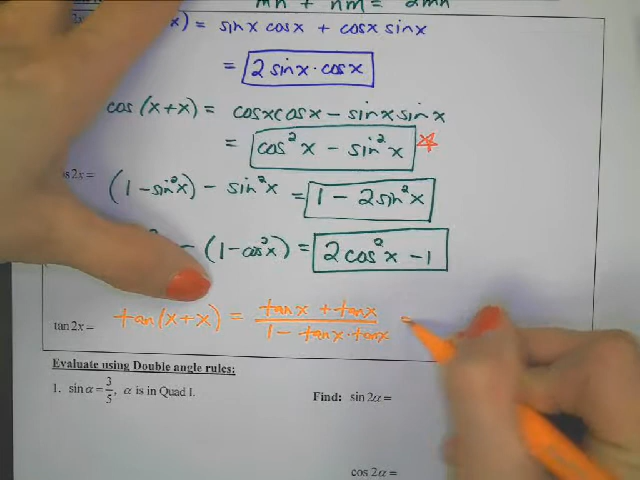 mn + nm = 2mn
2x
x) = sinx cosx + cosx sinx
= 2 sinx · cosx
cos (x+x) = cosxcosx − sinx sinx
= cos²x − sin²x
s2x = (1−sin²x) − sin²x = 1 − 2sin²x
− (1−cos²x) = 2cos²x −1
tan2x = tan(x+x) = tanx + tanx / 1 − tanx·tanx =
Evaluate using Double angle rules:
1. sin α = 3/5, α is in Quad I. Find: sin 2α =
cos 2α =